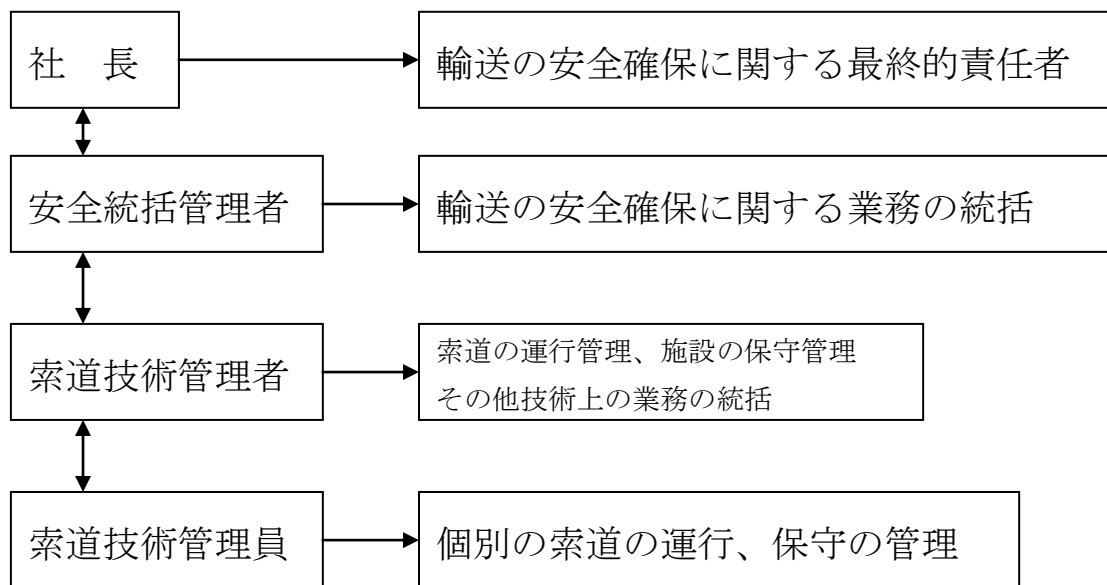 社　長
輸送の安全確保に関する最終的責任者
安全統括管理者
輸送の安全確保に関する業務の統括
索道技術管理者
索道の運行管理、施設の保守管理
その他技術上の業務の統括
索道技術管理員
個別の索道の運行、保守の管理